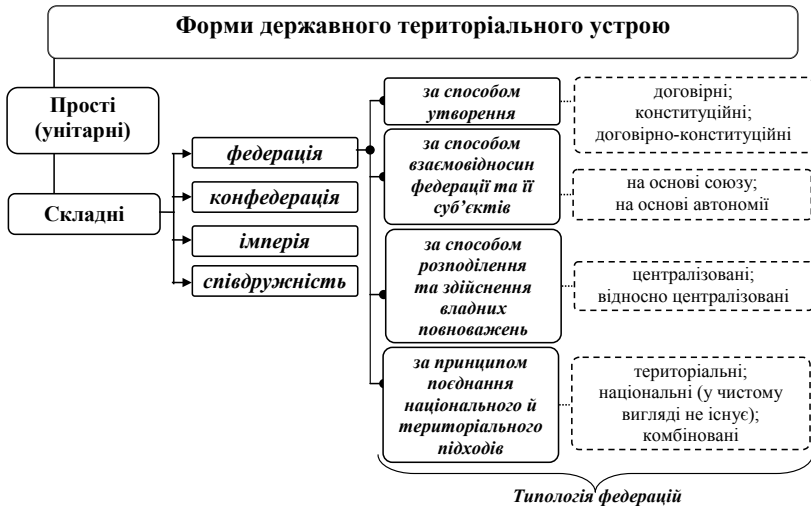 Форми державного територіального устрою
Прості
(унітарні)
Складні
федерація
конфедерація
імперія
співдружність
за способом
утворення
договірні;
конституційні;
договірно-конституційні
за способом
взаємовідносин
федерації та її
суб’єктів
на основі союзу;
на основі автономії
за способом
розподілення
та здійснення
владних
повноважень
централізовані;
відносно централізовані
за принципом
поєднання
національного й
територіального
підходів
територіальні;
національні (у чистому
вигляді не існує);
комбіновані
Типологія федерацій